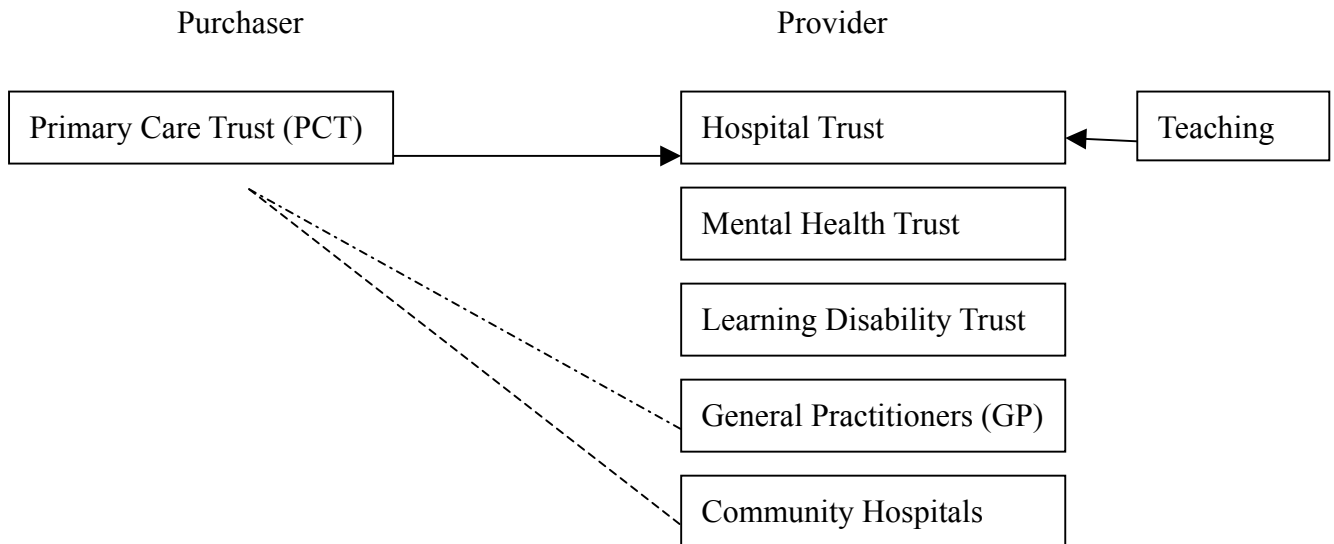 Purchaser
Provider
Primary Care Trust (PCT)
Hospital Trust
Teaching
Mental Health Trust
Learning Disability Trust
General Practitioners (GP)
Community Hospitals